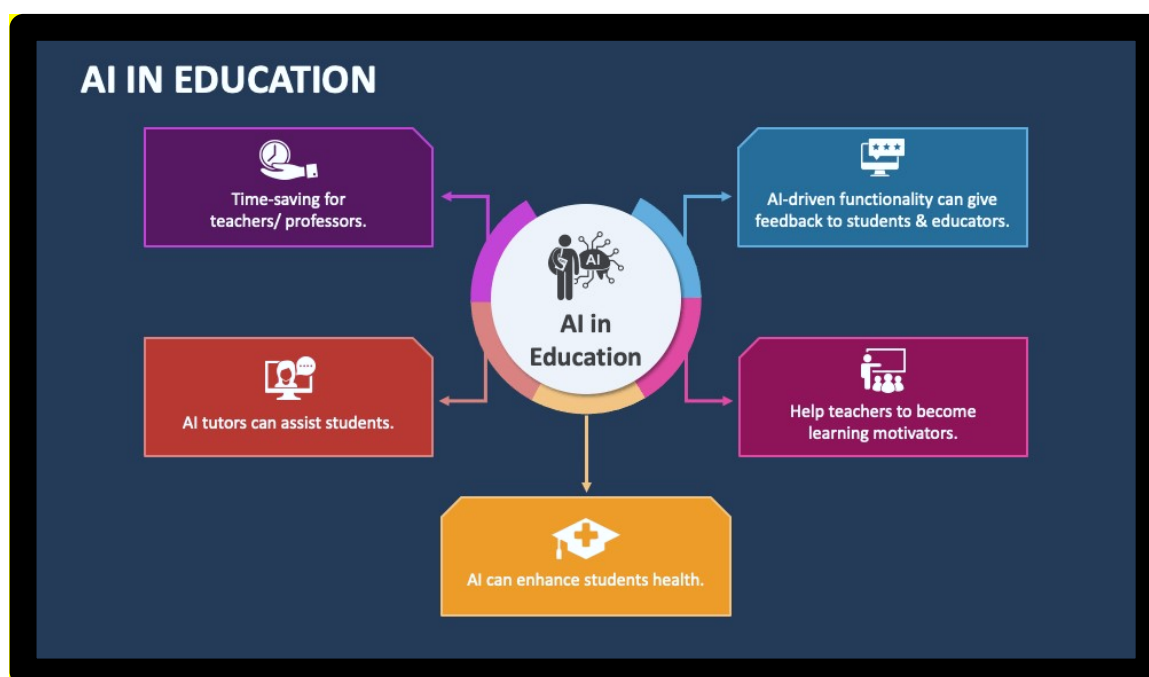 AI IN EDUCATION
Time-saving for
teachers/ professors.
AI-driven functionality can give
feedback to students & educators.
AI
AI in
Education
AI tutors can assist students.
Help teachers to become
learning motivators.
AI can enhance students health.